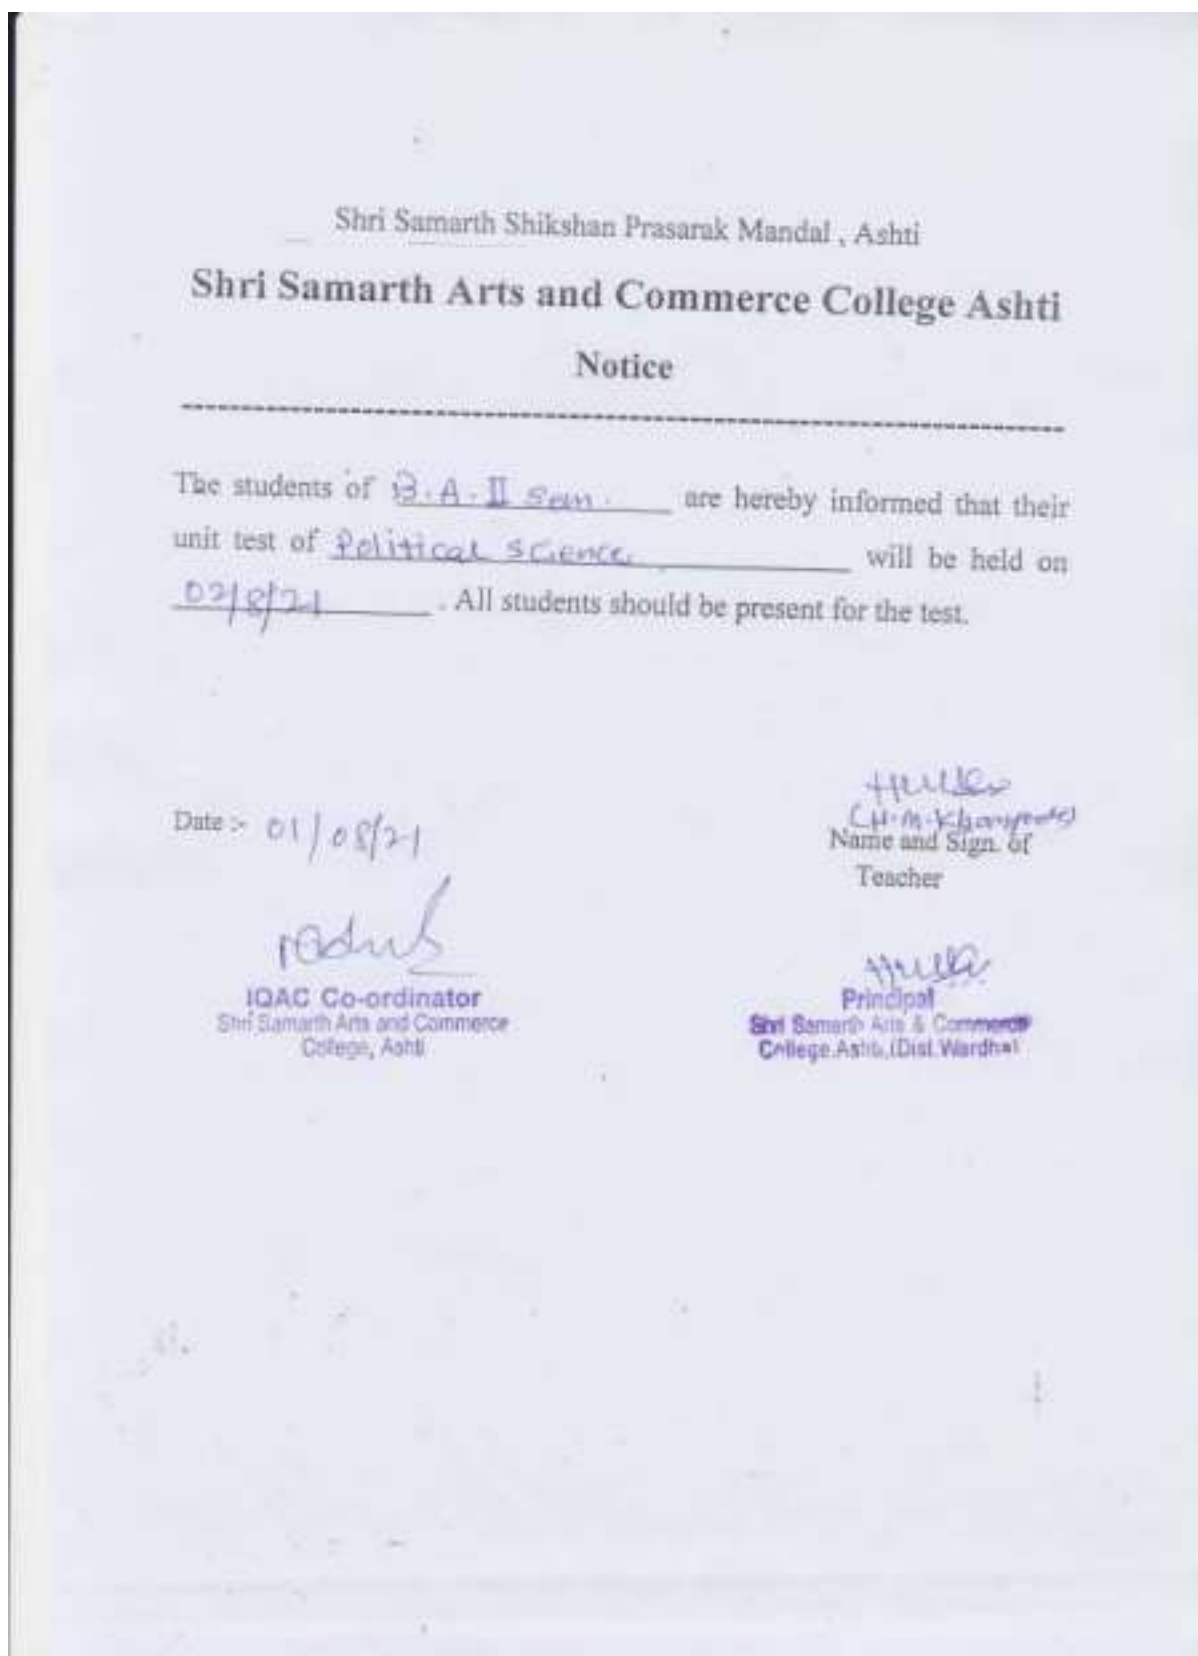 Shri Samarth Shikshan Prasarak Mandal , Ashti
Shri Samarth Arts and Commerce College Ashti
Notice
The students of B.A. II Sem. are hereby informed that their
unit test of Political Science will be held on
02/8/21 . All students should be present for the test.
Date :- 01/08/21
(H.M.
Name and Sign. of
Teacher
IQAC Co-ordinator
Shri Samarth Arts and Commerce
College, Ashti
Principal
Shri Samarth Arts & Commerce
College.Ashti,(Dist.Wardha)